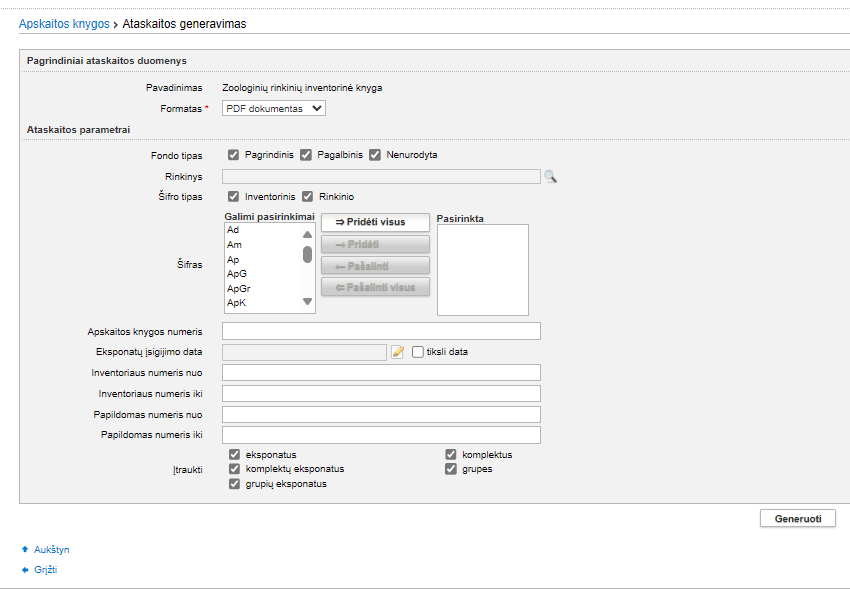 Apskaitos knygos › Ataskaitos generavimas
Pagrindiniai ataskaitos duomenys
Pavadinimas Zoologinių rinkinių inventorinė knyga
Formatas * PDF dokumentas
Ataskaitos parametrai
Fondo tipas Pagrindinis Pagalbinis Nenurodyta
Rinkinys
Šifro tipas Inventorinis Rinkinio
Galimi pasirinkimai ⇒ Pridėti visus Pasirinkta
Ad
Am → Pridėti
Ap
Šifras ← Pašalinti
ApG
ApGr ⇐ Pašalinti visus
ApK
Apskaitos knygos numeris
Eksponatų įsigijimo data tiksli data
Inventoriaus numeris nuo
Inventoriaus numeris iki
Papildomas numeris nuo
Papildomas numeris iki
eksponatus komplektus
Įtraukti komplektų eksponatus grupes
grupių eksponatus
Generuoti
Aukštyn
Grįžti